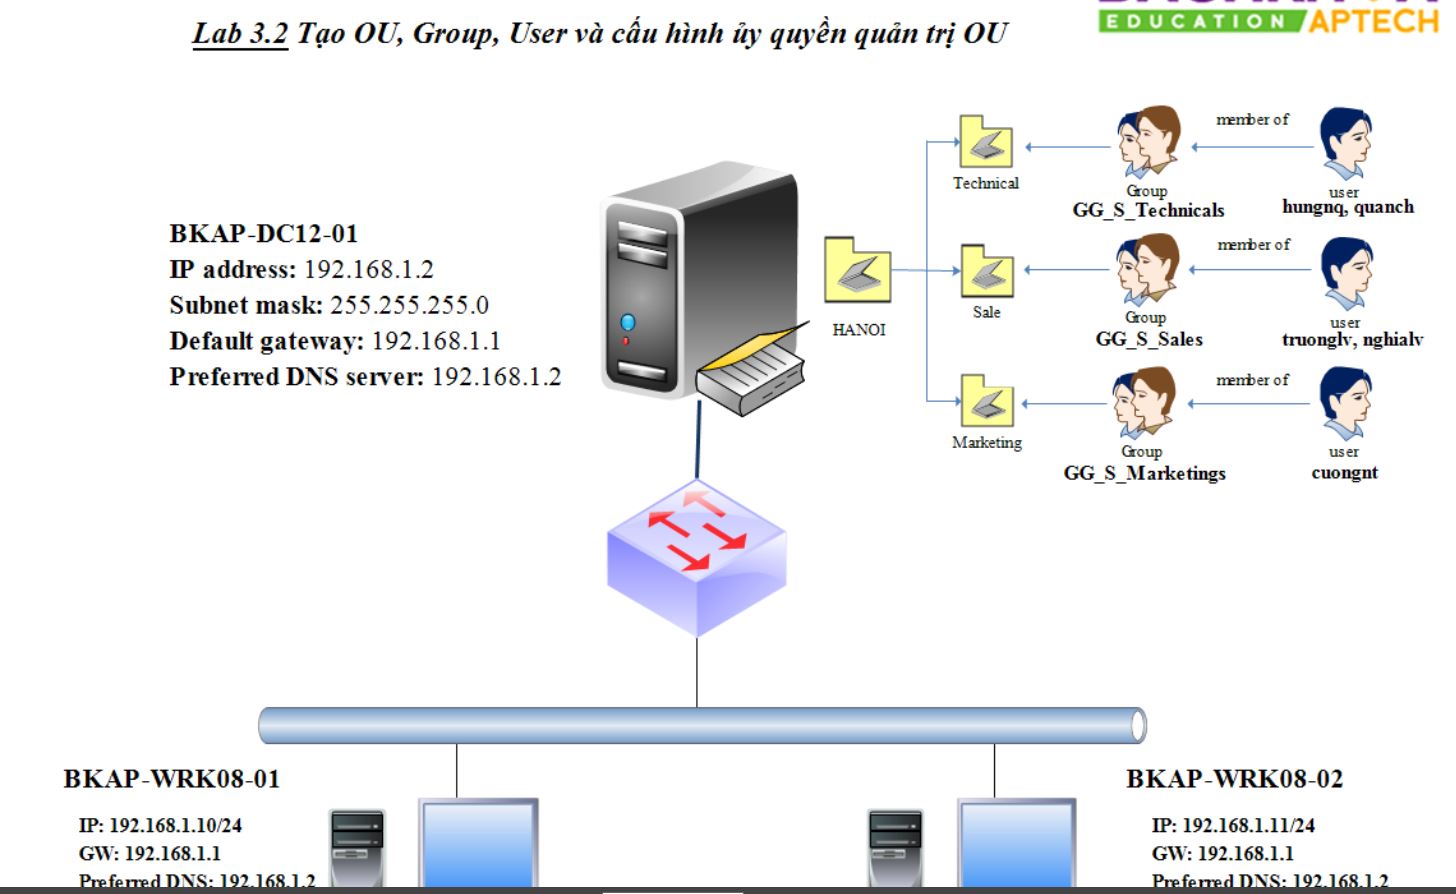 Lab 3.2 Tạo OU, Group, User và cấu hình ủy quyền quản trị OU
EDUCATION APTECH
BKAP-DC12-01
IP address: 192.168.1.2
Subnet mask: 255.255.255.0
Default gateway: 192.168.1.1
Preferred DNS server: 192.168.1.2
HANOI
Technical
Group
GG_S_Technicals
member of
user
hungnq, quanch
Sale
Group
GG_S_Sales
member of
user
truonglv, nghialv
Marketing
Group
GG_S_Marketings
member of
user
cuongnt
BKAP-WRK08-01
IP: 192.168.1.10/24
GW: 192.168.1.1
Preferred DNS: 192.168.1.2
BKAP-WRK08-02
IP: 192.168.1.11/24
GW: 192.168.1.1
Preferred DNS: 192.168.1.2